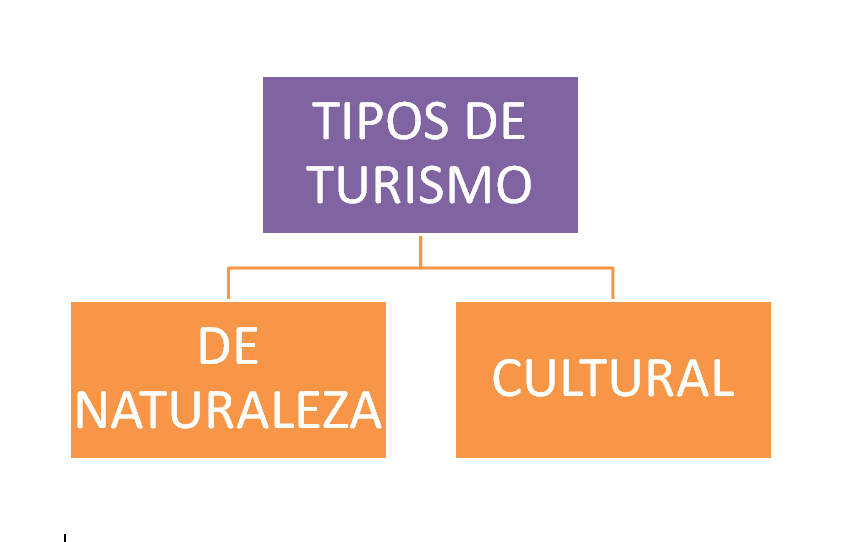 TIPOS DE
TURISMO
DE
NATURALEZA
CULTURAL